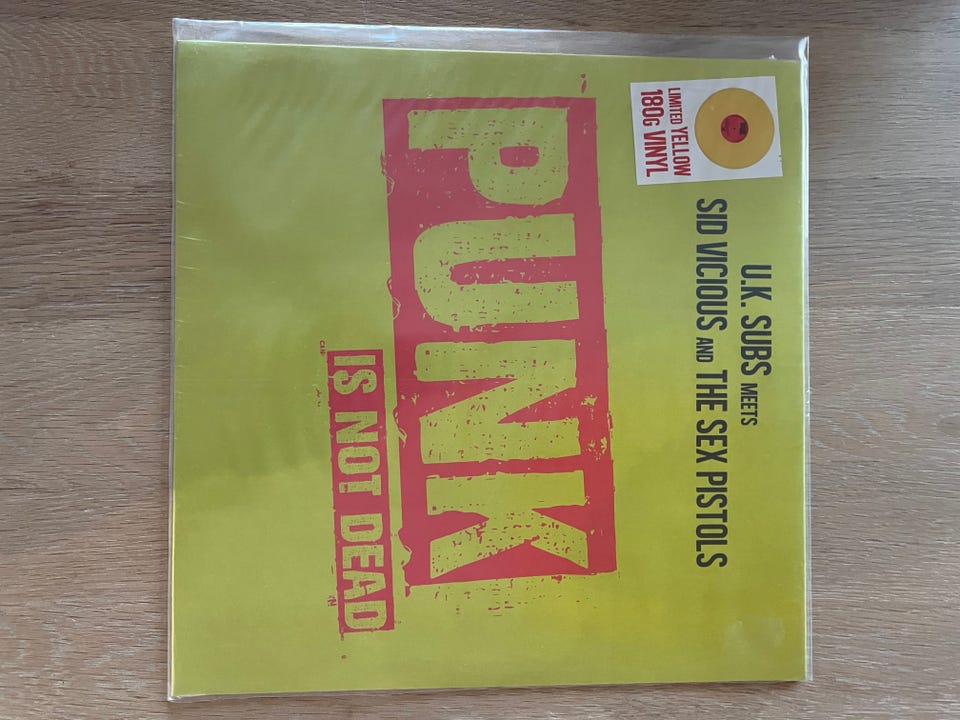 LIMITED YELLOW
180G VINYL
U.K. SUBS MEETS
SID VICIOUS AND THE SEX PISTOLS
PUNK
IS NOT DEAD